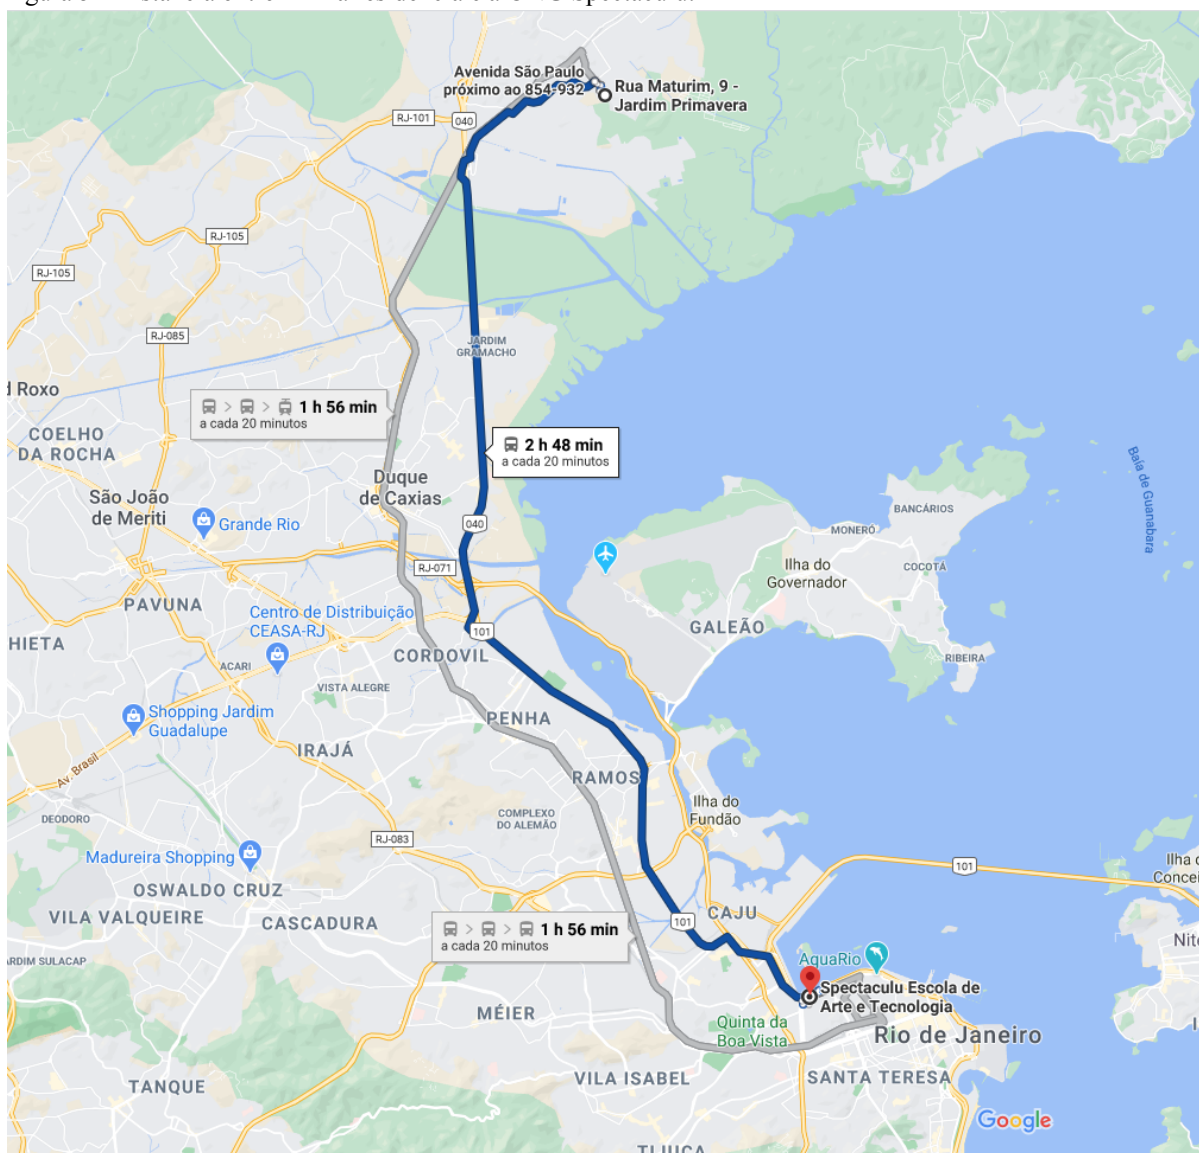 Avenida São Paulo
próximo ao 854-932
Rua Maturim, 9 -
Jardim Primavera
RJ-101
040
RJ-105
RJ-105
RJ-085
JARDIM
GRAMACHO
d Roxo
1 h 56 min
a cada 20 minutos
COELHO
DA ROCHA
2 h 48 min
a cada 20 minutos
Duque
de Caxias
São João
de Meriti
Grande Rio
040
BANCÁRIOS
MONERÓ
Baía de Guanabara
RJ-071
Ilha do
Governador
COCOTÁ
PAVUNA
Centro de Distribuição
CEASA-RJ
101
GALEÃO
HIETA
CORDOVIL
ACARI
RIBEIRA
VISTA ALEGRE
Shopping Jardim
Guadalupe
PENHA
IRAJÁ
Av. Brasil
RAMOS
DEODORO
COMPLEXO
DO ALEMÃO
Ilha do
Fundão
RJ-083
Madureira Shopping
101
Ilha d
Concei
OSWALDO CRUZ
VILA VALQUEIRE
CASCADURA
CAJU
101
1 h 56 min
a cada 20 minutos
Nite
JARDIM SULACAP
AquaRio
Spectaculu Escola de
Arte e Tecnologia
MÉIER
Quinta da
Boa Vista
Rio de Janeiro
VILA ISABEL
SANTA TERESA
TANQUE
Google
TIJUCA